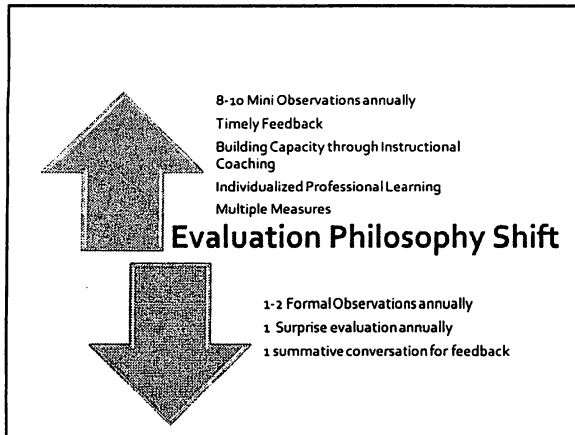 8-10 Mini Observations annually
Timely Feedback
Building Capacity through Instructional
Coaching
Individualized Professional Learning
Multiple Measures
Evaluation Philosophy Shift
1-2 Formal Observations annually
1 Surprise evaluation annually
1 summative conversation for feedback